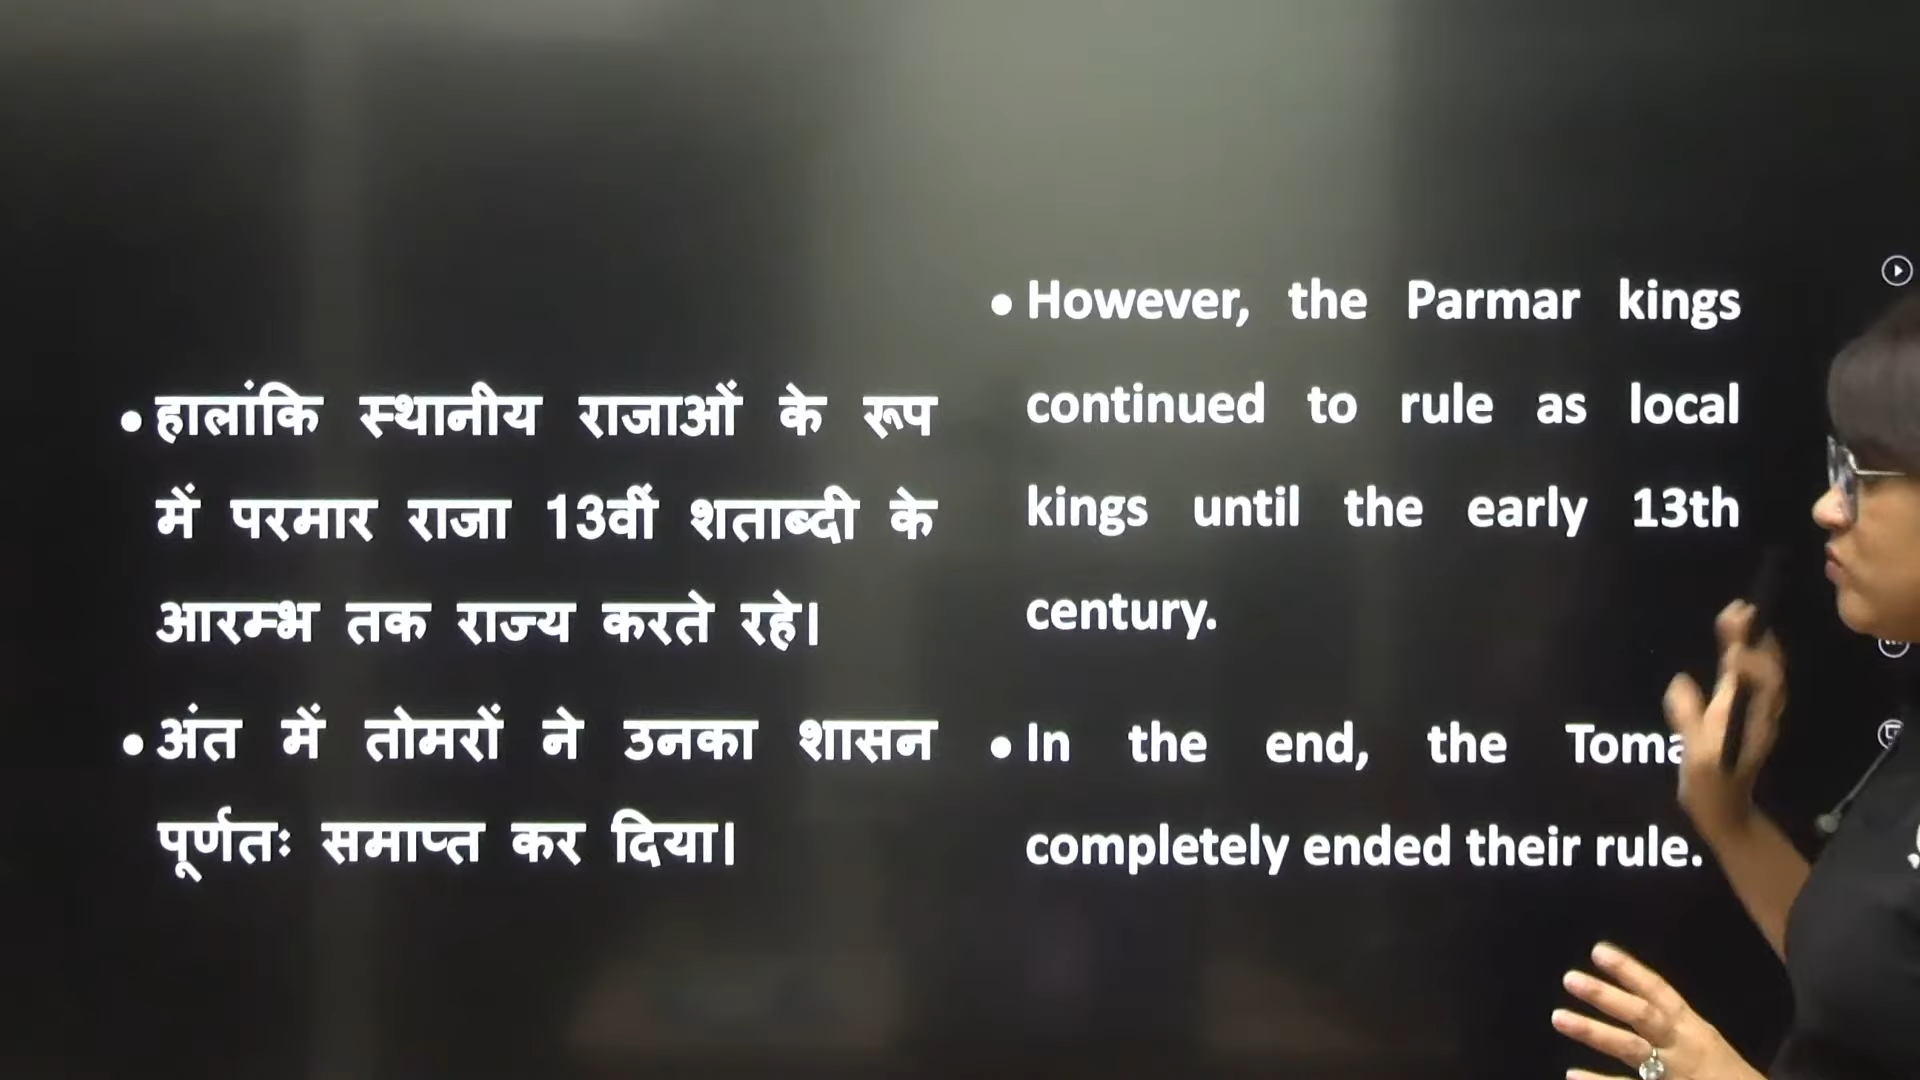 • हालांकि स्थानीय राजाओं के रूप
में परमार राजा 13वीं शताब्दी के
आरम्भ तक राज्य करते रहे।
• अंत में तोमरों ने उनका शासन
पूर्णतः समाप्त कर दिया।
• However, the Parmar kings
continued to rule as local
kings until the early 13th
century.
• In the end, the
completely ended their rule.